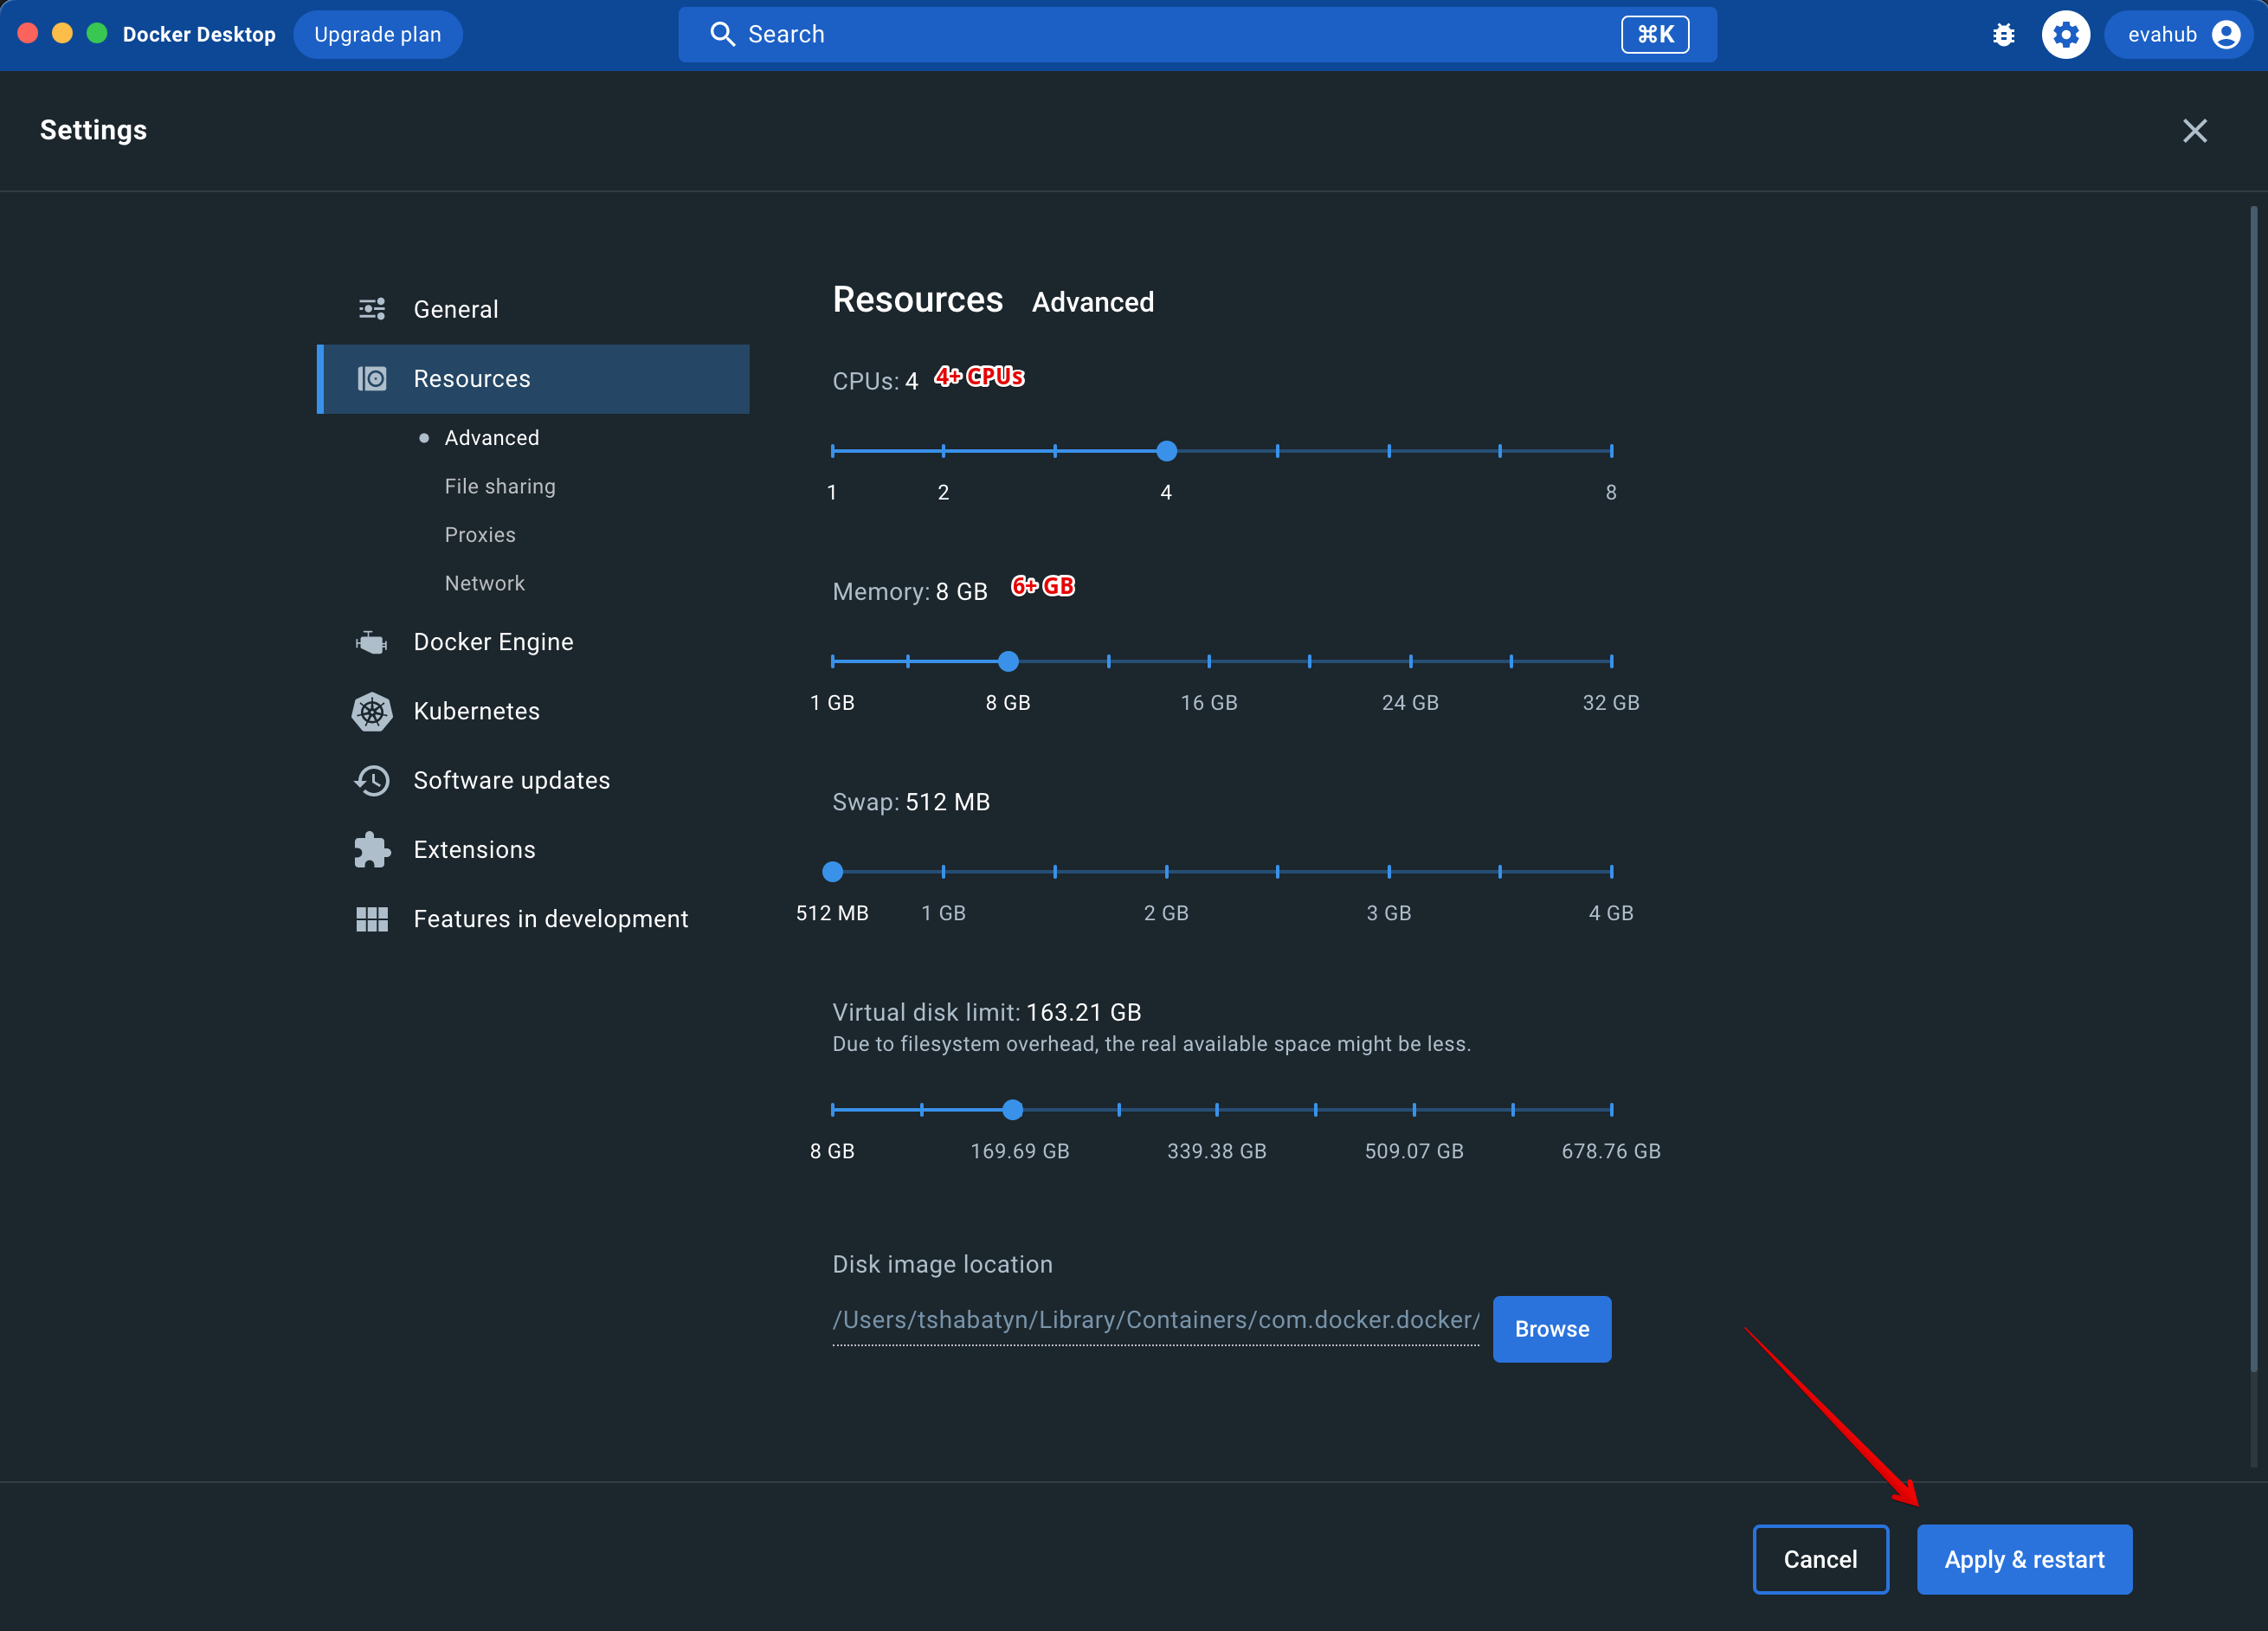 Docker Desktop Upgrade plan Search ⌘K evahub
Settings
General
Resources
Advanced
File sharing
Proxies
Network
Docker Engine
Kubernetes
Software updates
Extensions
Features in development
Resources Advanced
CPUs: 4 4+ CPUs
1 2 4 8
Memory: 8 GB 6+ GB
1 GB 8 GB 16 GB 24 GB 32 GB
Swap: 512 MB
512 MB 1 GB 2 GB 3 GB 4 GB
Virtual disk limit: 163.21 GB
Due to filesystem overhead, the real available space might be less.
8 GB 169.69 GB 339.38 GB 509.07 GB 678.76 GB
Disk image location
/Users/tshabatyn/Library/Containers/com.docker.docker/
Browse
Cancel Apply & restart